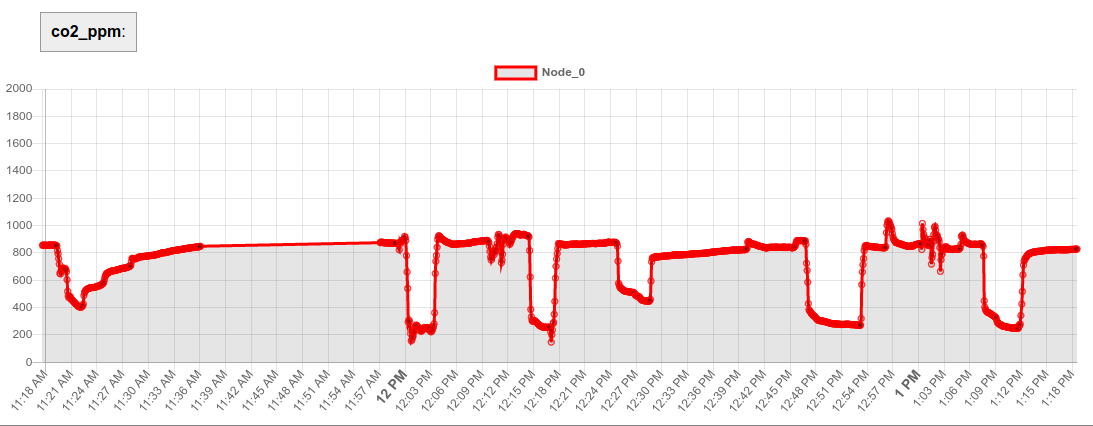 co2_ppm:
Node_0
2000
1800
1600
1400
1200
1000
800
600
400
200
0
11:18 AM
11:21 AM
11:24 AM
11:27 AM
11:30 AM
11:33 AM
11:36 AM
11:39 AM
11:42 AM
11:45 AM
11:48 AM
11:51 AM
11:54 AM
11:57 AM
12 PM
12:03 PM
12:06 PM
12:09 PM
12:12 PM
12:15 PM
12:18 PM
12:21 PM
12:24 PM
12:27 PM
12:30 PM
12:33 PM
12:36 PM
12:39 PM
12:42 PM
12:45 PM
12:48 PM
12:51 PM
12:54 PM
12:57 PM
1 PM
1:03 PM
1:06 PM
1:09 PM
1:12 PM
1:15 PM
1:18 PM